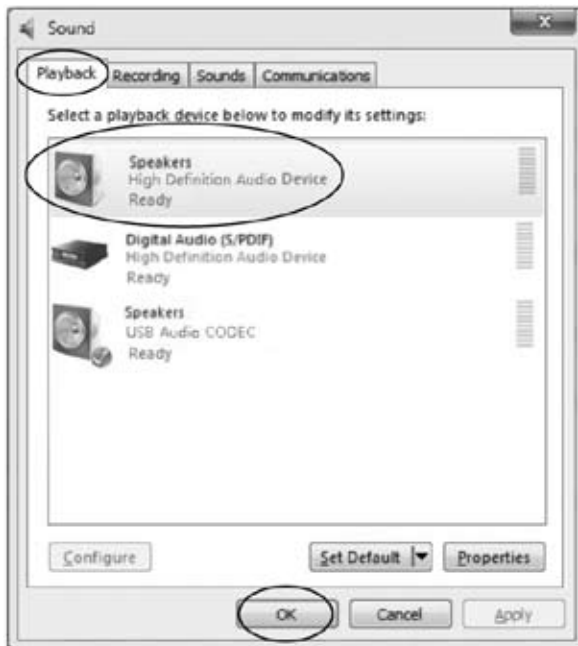 Sound
x
Playback Recording Sounds Communications
Select a playback device below to modify its settings:
Speakers
High Definition Audio Device
Ready
Digital Audio (S/PDIF)
High Definition Audio Device
Ready
Speakers
USB Audio CODEC
Ready
Configure Set Default Properties
OK Cancel Apply